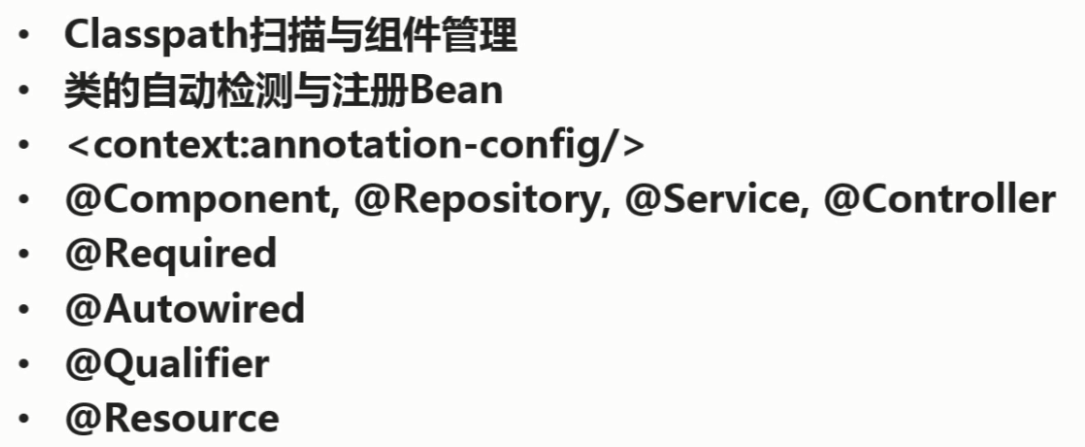 • Classpath扫描与组件管理
• 类的自动检测与注册Bean
• <context:annotation-config/>
• @Component, @Repository, @Service, @Controller
• @Required
• @Autowired
• @Qualifier
• @Resource